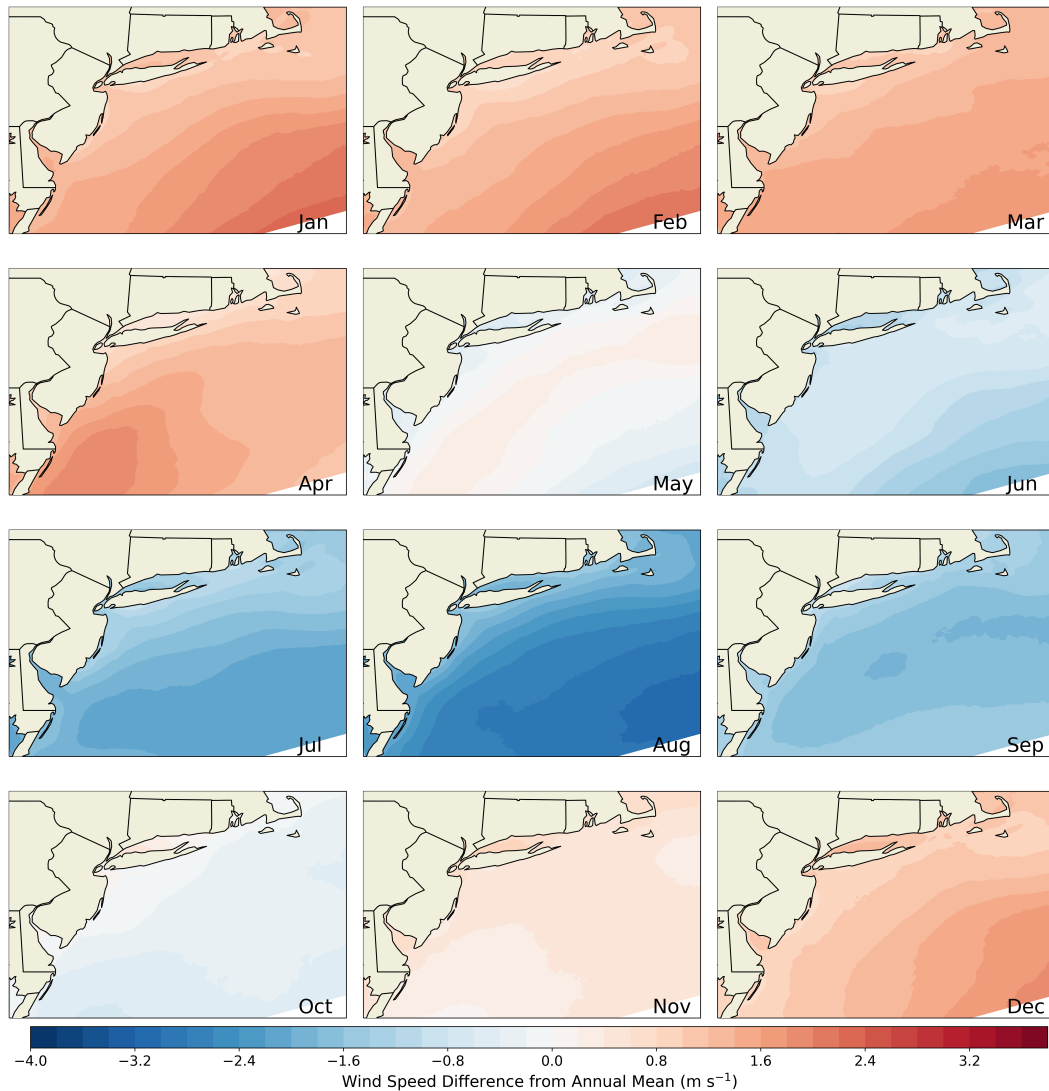 Jan
Feb
Mar
Apr
May
Jun
Jul
Aug
Sep
Oct
Nov
Dec
−4.0 −3.2 −2.4 −1.6 −0.8 0.0 0.8 1.6 2.4 3.2
Wind Speed Difference from Annual Mean (m s⁻¹)